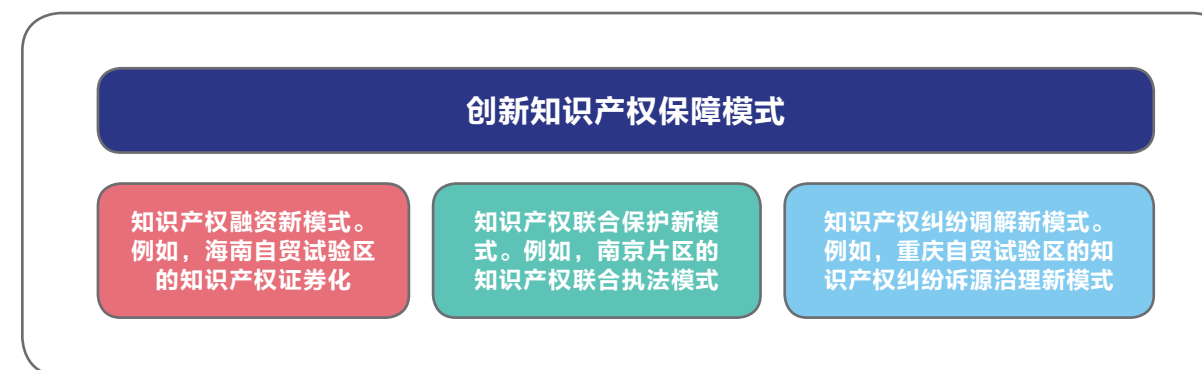 创新知识产权保障模式
知识产权融资新模式。
例如，海南自贸试验区
的知识产权证券化
知识产权联合保护新模
式。例如，南京片区的
知识产权联合执法模式
知识产权纠纷调解新模式。
例如，重庆自贸试验区的知
识产权纠纷诉源治理新模式